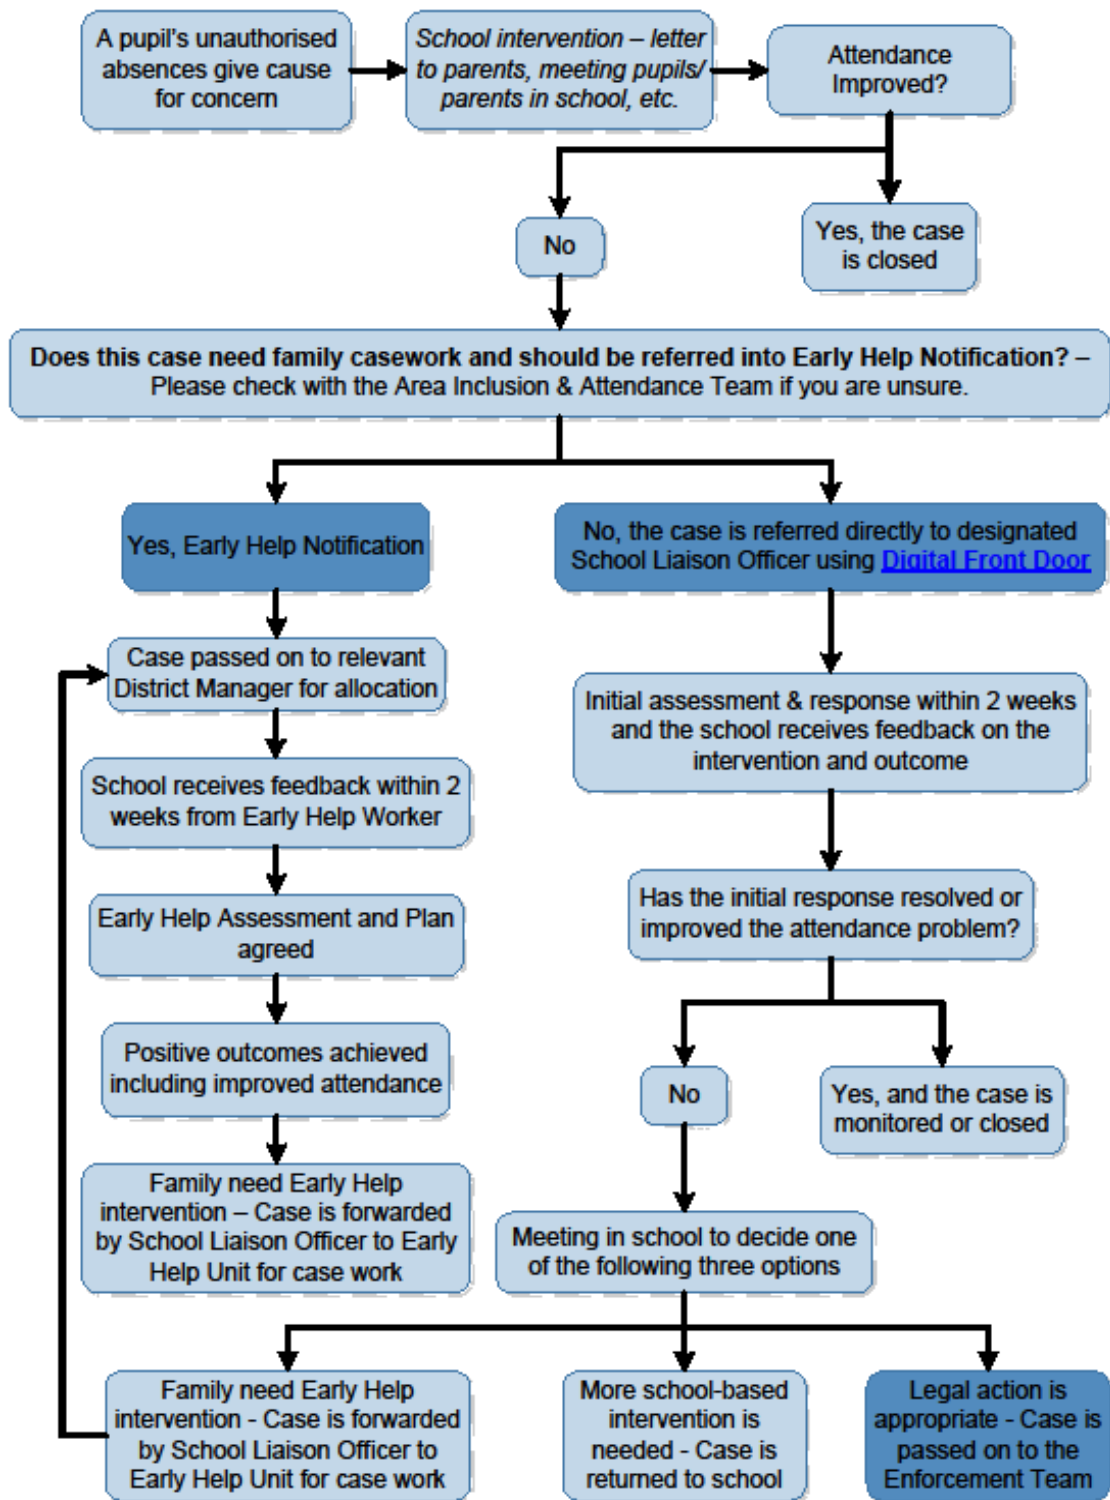 A pupil's unauthorised
absences give cause
for concern
School intervention – letter
to parents, meeting pupils/
parents in school, etc.
Attendance
Improved?
No
Yes, the case
is closed
Does this case need family casework and should be referred into Early Help Notification? –
Please check with the Area Inclusion & Attendance Team if you are unsure.
Yes, Early Help Notification
No, the case is referred directly to designated
School Liaison Officer using Digital Front Door
Case passed on to relevant
District Manager for allocation
School receives feedback within 2
weeks from Early Help Worker
Early Help Assessment and Plan
agreed
Positive outcomes achieved
including improved attendance
Family need Early Help
intervention – Case is forwarded
by School Liaison Officer to Early
Help Unit for case work
Initial assessment & response within 2 weeks
and the school receives feedback on the
intervention and outcome
Has the initial response resolved or
improved the attendance problem?
No
Yes, and the case is
monitored or closed
Meeting in school to decide one
of the following three options
Family need Early Help
intervention - Case is forwarded
by School Liaison Officer to
Early Help Unit for case work
More school-based
intervention is
needed - Case is
returned to school
Legal action is
appropriate - Case is
passed on to the
Enforcement Team